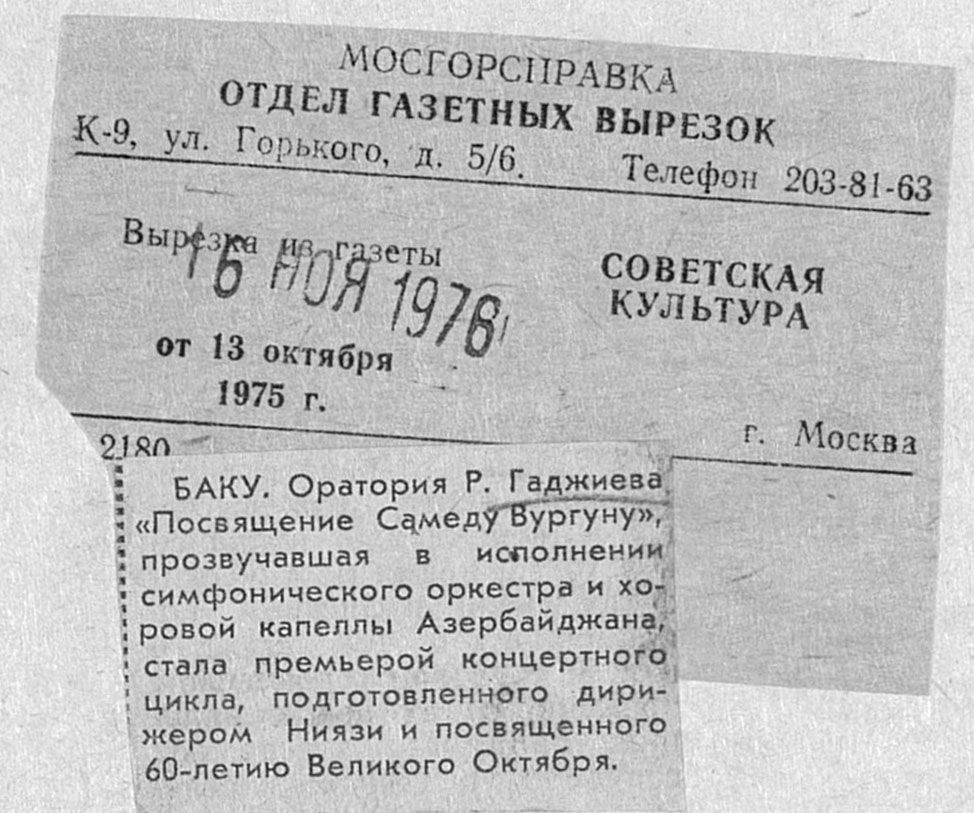 МОСГОРСПРАВКА
ОТДЕЛ ГАЗЕТНЫХ ВЫРЕЗОК
К-9, ул. Горького, д. 5/6. Телефон 203-81-63
Вырезка из газеты
16 НОЯ 1976
СОВЕТСКАЯ
КУЛЬТУРА
от 13 октября
1975 г.
г. Москва
2180
БАКУ. Оратория Р. Гаджиева
«Посвящение Самеду Вургуну»,
прозвучавшая в исполнении
симфонического оркестра и хо-
ровой капеллы Азербайджана,
стала премьерой концертного
цикла, подготовленного дири-
жером Ниязи и посвященного
60-летию Великого Октября.